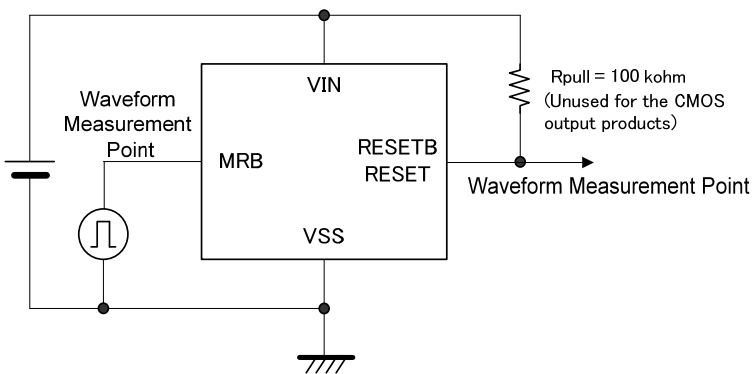 VIN
Rpull = 100 kohm
(Unused for the CMOS
output products)
Waveform
Measurement
Point
MRB
RESETB
RESET
Waveform Measurement Point
VSS